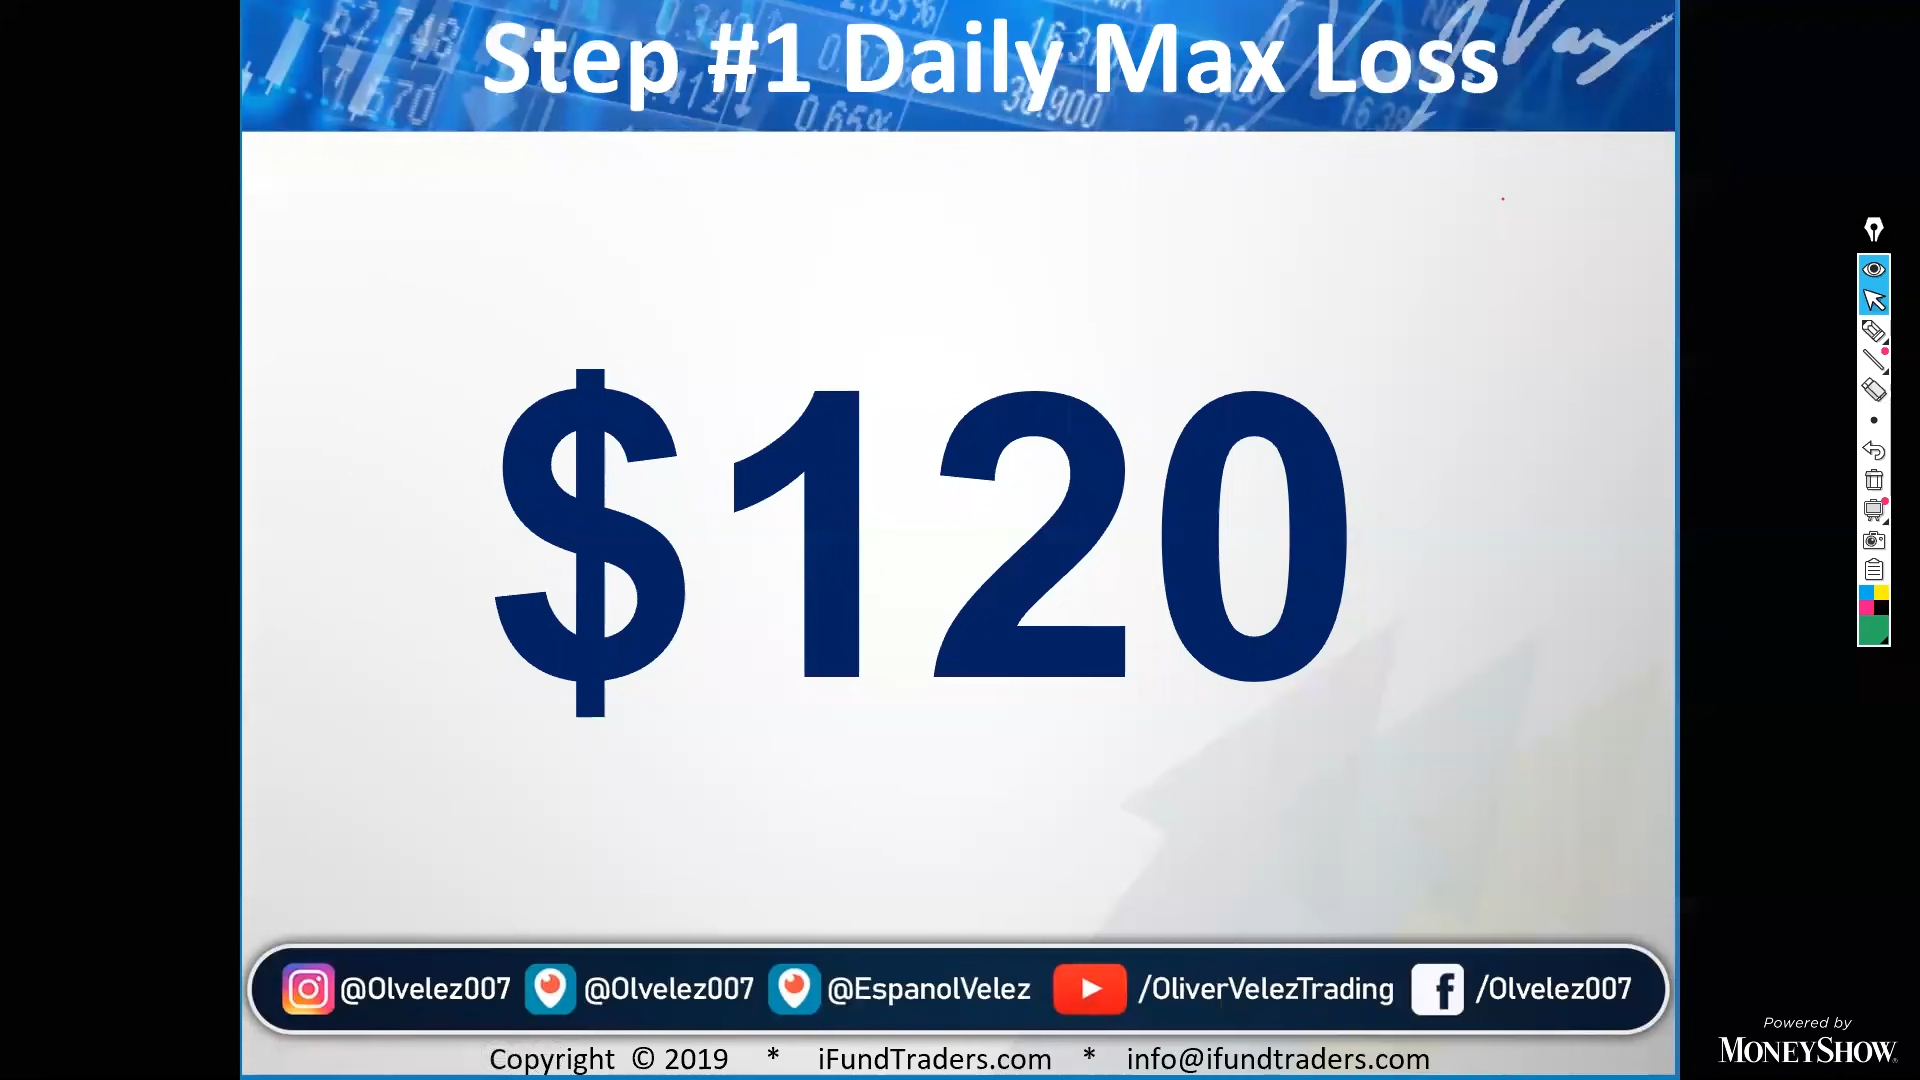 Step #1 Daily Max Loss
$120
@Olvelez007 @Olvelez007 @EspanolVelez /OliverVelezTrading /Olvelez007
Copyright © 2019 * iFundTraders.com * info@ifundtraders.com
Powered by
MONEYSHOW